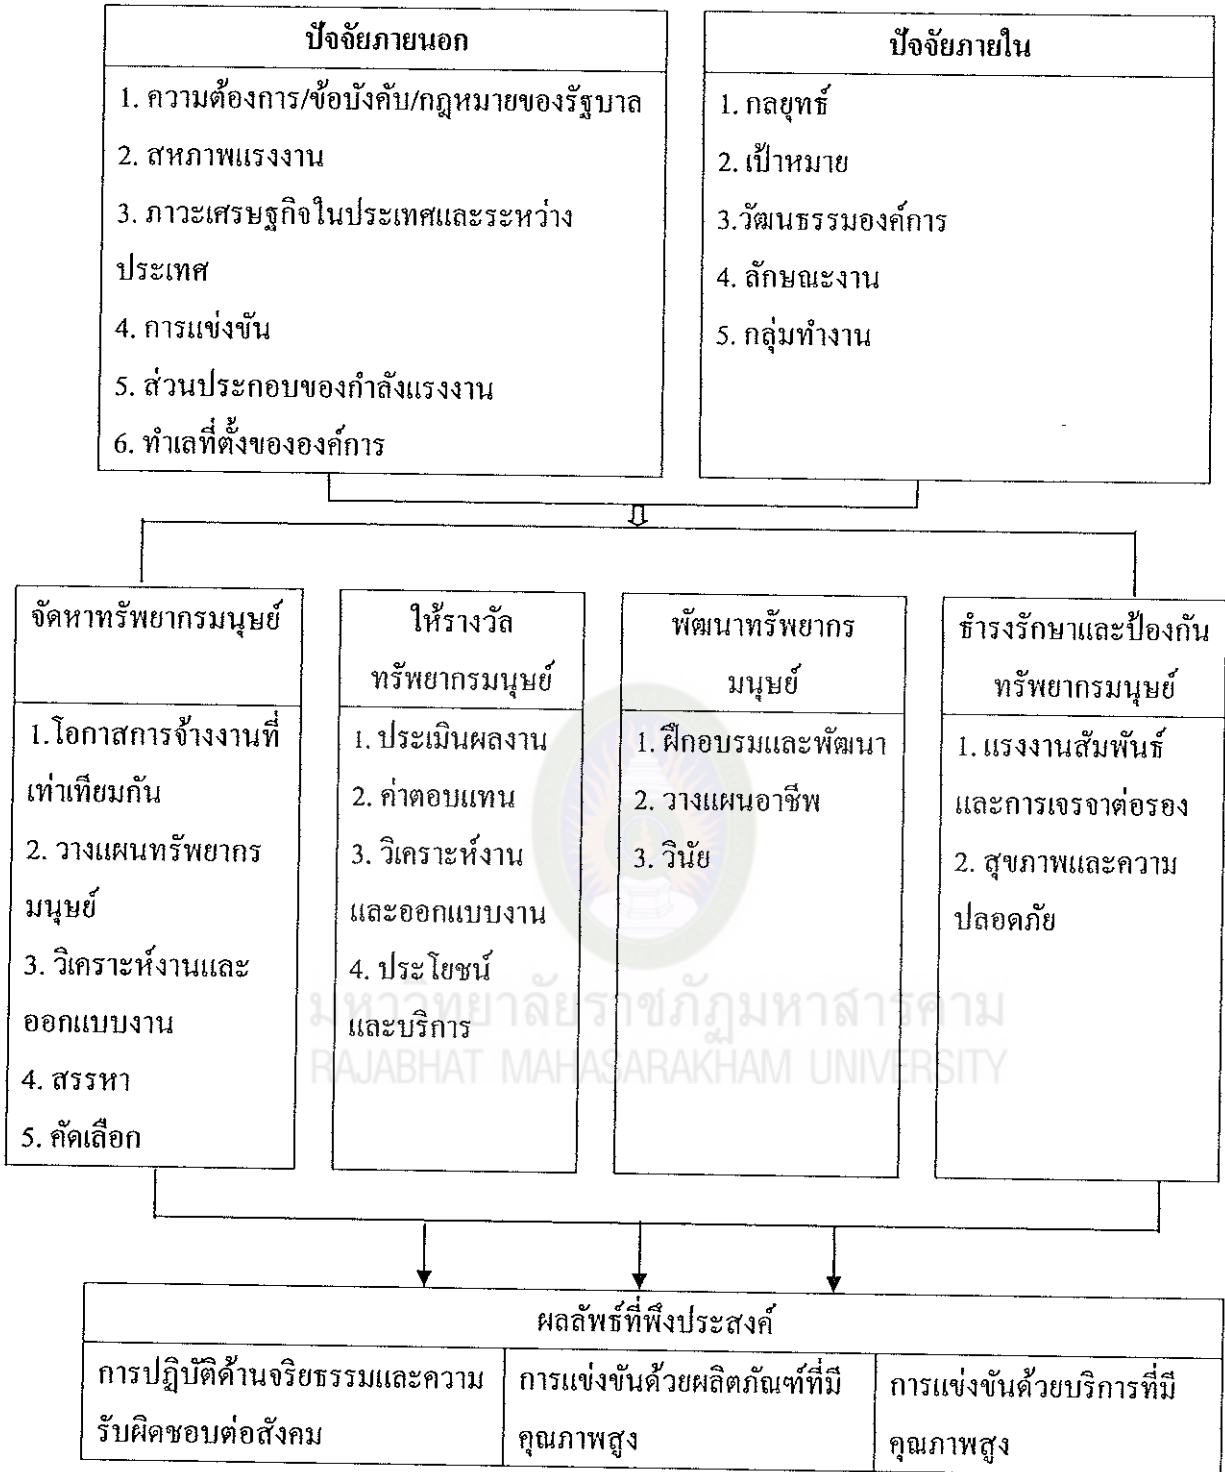 ปัจจัยภายนอก
1. ความต้องการ/ข้อบังคับ/กฎหมายของรัฐบาล
2. สหภาพแรงงาน
3. ภาวะเศรษฐกิจในประเทศและระหว่าง
ประเทศ
4. การแข่งขัน
5. ส่วนประกอบของกำลังแรงงาน
6. ทำเลที่ตั้งขององค์การ
ปัจจัยภายใน
1. กลยุทธ์
2. เป้าหมาย
3.วัฒนธรรมองค์การ
4. ลักษณะงาน
5. กลุ่มทำงาน
จัดหาทรัพยากรมนุษย์
1.โอกาสการจ้างงานที่
เท่าเทียมกัน
2. วางแผนทรัพยากร
มนุษย์
3. วิเคราะห์งานและ
ออกแบบงาน
4. สรรหา
5. คัดเลือก
ให้รางวัล
ทรัพยากรมนุษย์
1. ประเมินผลงาน
2. ค่าตอบแทน
3. วิเคราะห์งาน
และออกแบบงาน
4. ประโยชน์
และบริการ
พัฒนาทรัพยากร
มนุษย์
1. ฝึกอบรมและพัฒนา
2. วางแผนอาชีพ
3. วินัย
ธำรงรักษาและป้องกัน
ทรัพยากรมนุษย์
1. แรงงานสัมพันธ์
และการเจรจาต่อรอง
2. สุขภาพและความ
ปลอดภัย
มหาวิทยาลัยราชภัฏมหาสารคาม
RAJABHAT MAHASARAKHAM UNIVERSITY
ผลลัพธ์ที่พึงประสงค์
การปฏิบัติด้านจริยธรรมและความ
รับผิดชอบต่อสังคม
การแข่งขันด้วยผลิตภัณฑ์ที่มี
คุณภาพสูง
การแข่งขันด้วยบริการที่มี
คุณภาพสูง